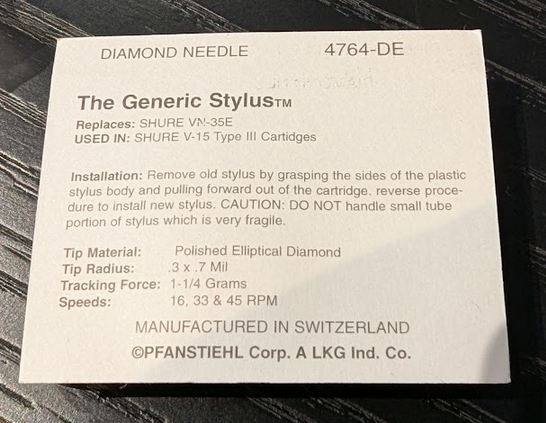 DIAMOND NEEDLE 4764-DE
The Generic Stylus™
Replaces: SHURE VN-35E
USED IN: SHURE V-15 Type III Cartidges
Installation: Remove old stylus by grasping the sides of the plastic
stylus body and pulling forward out of the cartridge. reverse proce-
dure to install new stylus. CAUTION: DO NOT handle small tube
portion of stylus which is very fragile.
Tip Material: Polished Elliptical Diamond
Tip Radius: .3 x .7 Mil
Tracking Force: 1-1/4 Grams
Speeds: 16, 33 & 45 RPM
MANUFACTURED IN SWITZERLAND
©PFANSTIEHL Corp. A LKG Ind. Co.